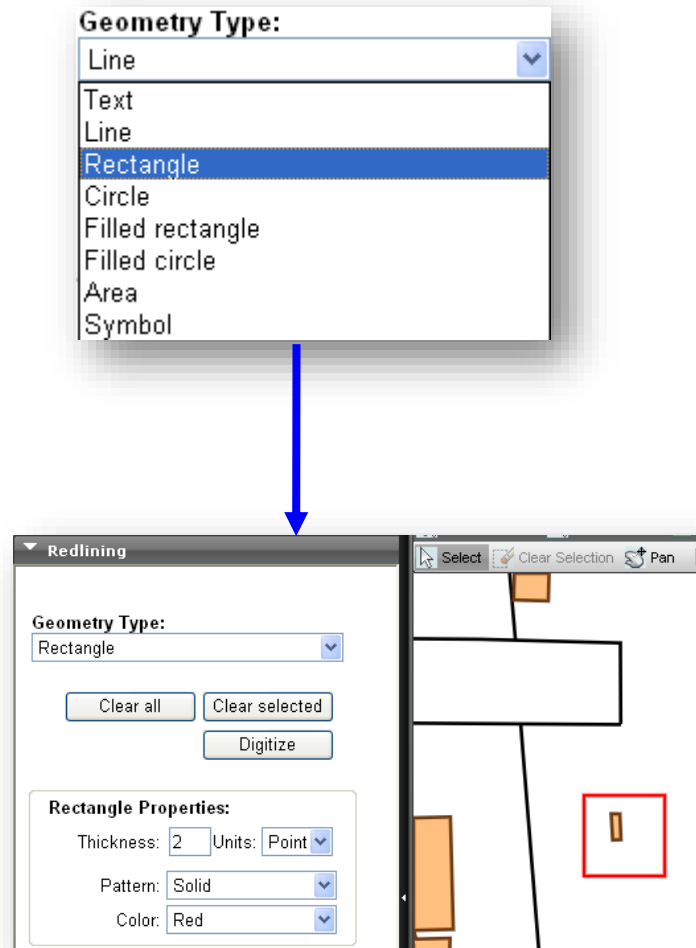 Geometry Type:
Line
Text
Line
Rectangle
Circle
Filled rectangle
Filled circle
Area
Symbol
Redlining
Select Clear Selection Pan
Geometry Type:
Rectangle
Clear all Clear selected
Digitize
Rectangle Properties:
Thickness: 2 Units: Point
Pattern: Solid
Color: Red